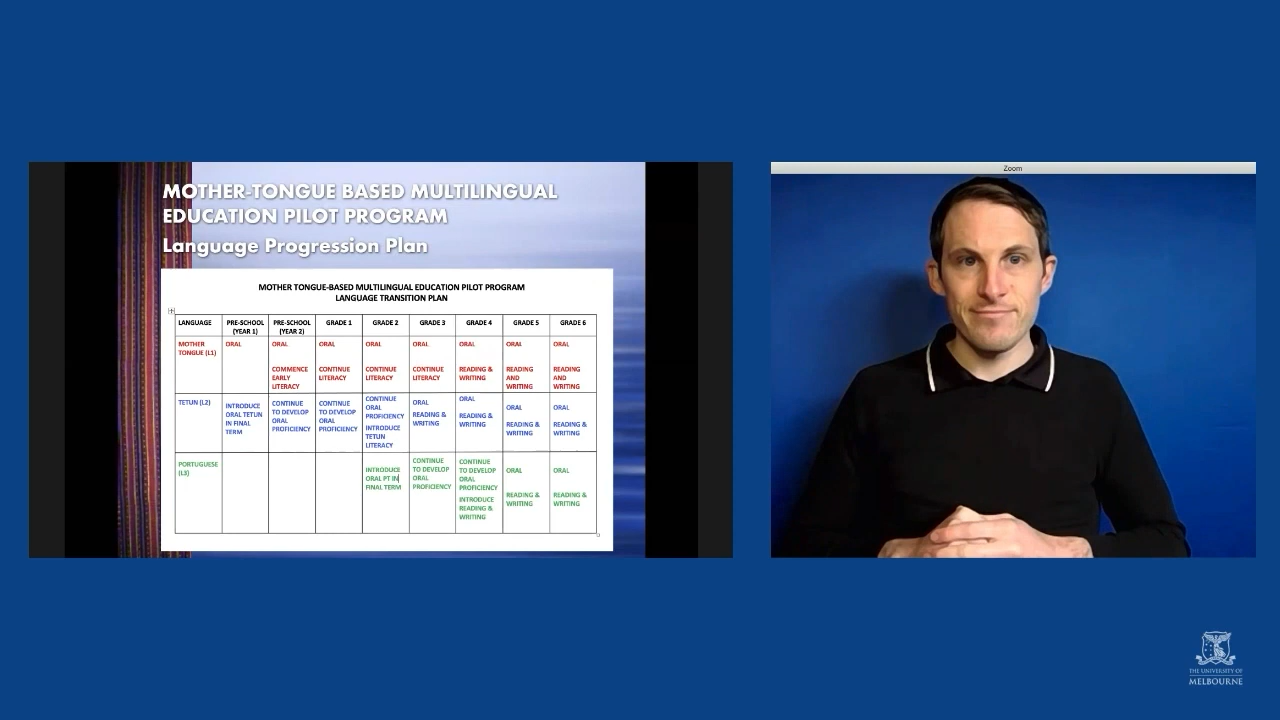 MOTHER-TONGUE BASED MULTILINGUAL
EDUCATION PILOT PROGRAM
Language Progression Plan
MOTHER TONGUE-BASED MULTILINGUAL EDUCATION PILOT PROGRAM
LANGUAGE TRANSITION PLAN
LANGUAGE
PRE-SCHOOL
(YEAR 1)
PRE-SCHOOL
(YEAR 2)
GRADE 1
GRADE 2
GRADE 3
GRADE 4
GRADE 5
GRADE 6
MOTHER
TONGUE (L1)
ORAL
ORAL
COMMENCE
EARLY
LITERACY
ORAL
CONTINUE
LITERACY
ORAL
CONTINUE
LITERACY
ORAL
CONTINUE
LITERACY
ORAL
READING &
WRITING
ORAL
READING
AND
WRITING
ORAL
READING
AND
WRITING
TETUN (L2)
INTRODUCE
ORAL TETUN
IN FINAL
TERM
CONTINUE
TO DEVELOP
ORAL
PROFICIENCY
CONTINUE
TO DEVELOP
ORAL
PROFICIENCY
CONTINUE
ORAL
PROFICIENCY
INTRODUCE
TETUN
LITERACY
ORAL
READING &
WRITING
ORAL
READING &
WRITING
ORAL
READING &
WRITING
ORAL
READING &
WRITING
PORTUGUESE
(L3)
INTRODUCE
ORAL PT IN
FINAL TERM
CONTINUE
TO DEVELOP
ORAL
PROFICIENCY
CONTINUE
TO DEVELOP
ORAL
PROFICIENCY
INTRODUCE
READING &
WRITING
ORAL
READING &
WRITING
ORAL
READING &
WRITING
Zoom
THE UNIVERSITY OF
MELBOURNE